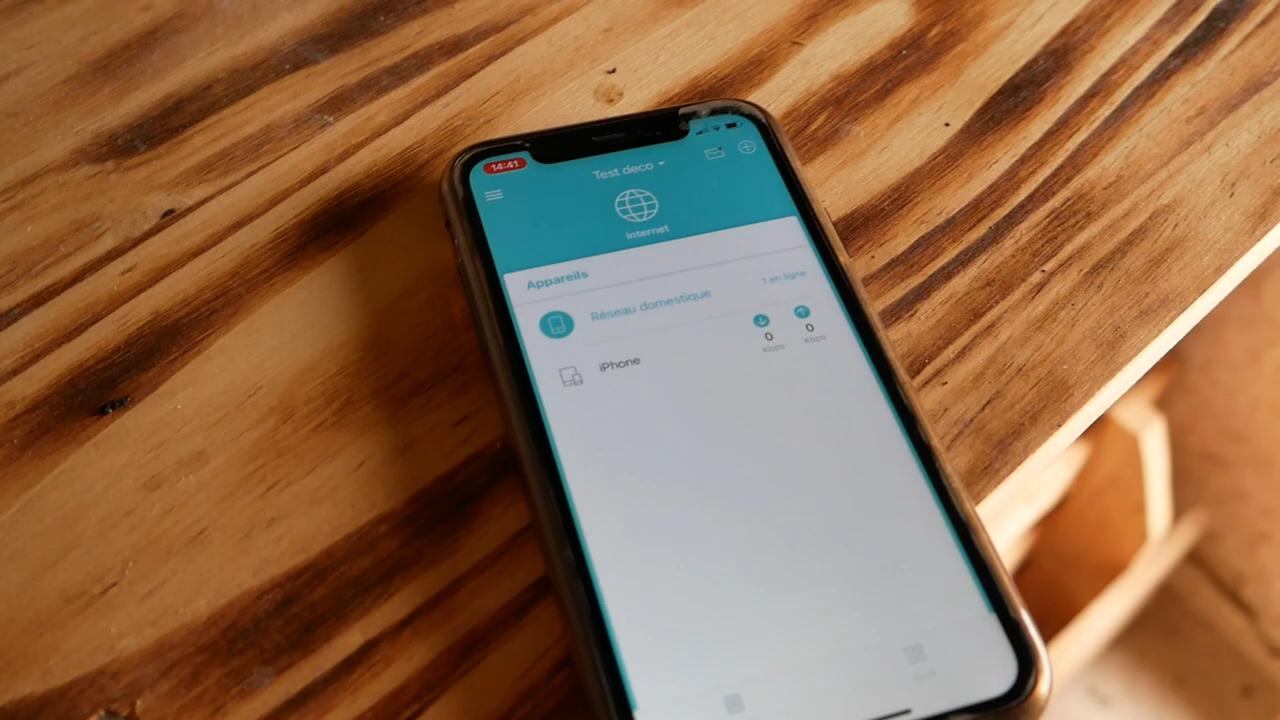 14:41
Test deco
Internet
Appareils
Réseau domestique
1 en ligne
iPhone
0
Kbps
0
Kbps